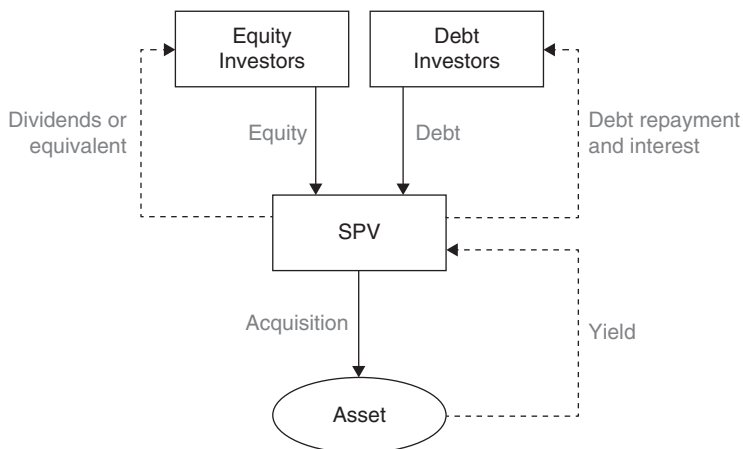 Equity
Investors
Debt
Investors
Dividends or
equivalent
Equity
Debt
Debt repayment
and interest
SPV
Acquisition
Yield
Asset